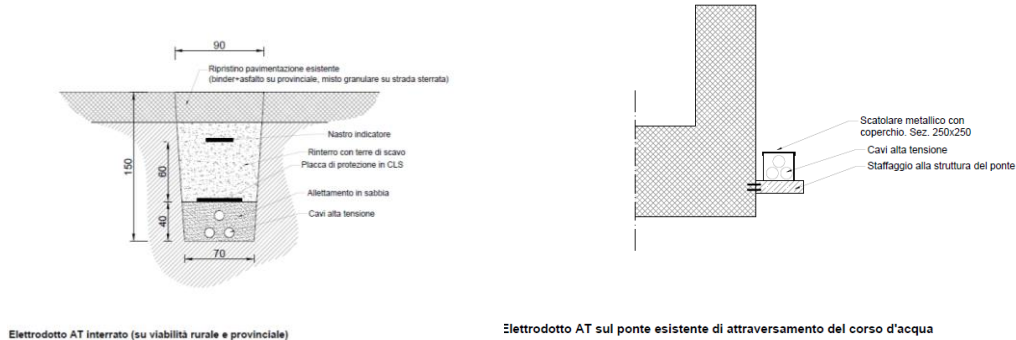 90
Ripristino pavimentazione esistente
(binder+asfalto su provinciale, misto granulare su strada sterrata)
Nastro indicatore
Rinterro con terre di scavo
Placca di protezione in CLS
150
60
Allettamento in sabbia
40
Cavi alta tensione
70
Elettrodotto AT interrato (su viabilità rurale e provinciale)
Scatolare metallico con
coperchio. Sez. 250x250
Cavi alta tensione
Staffaggio alla struttura del ponte
Elettrodotto AT sul ponte esistente di attraversamento del corso d'acqua